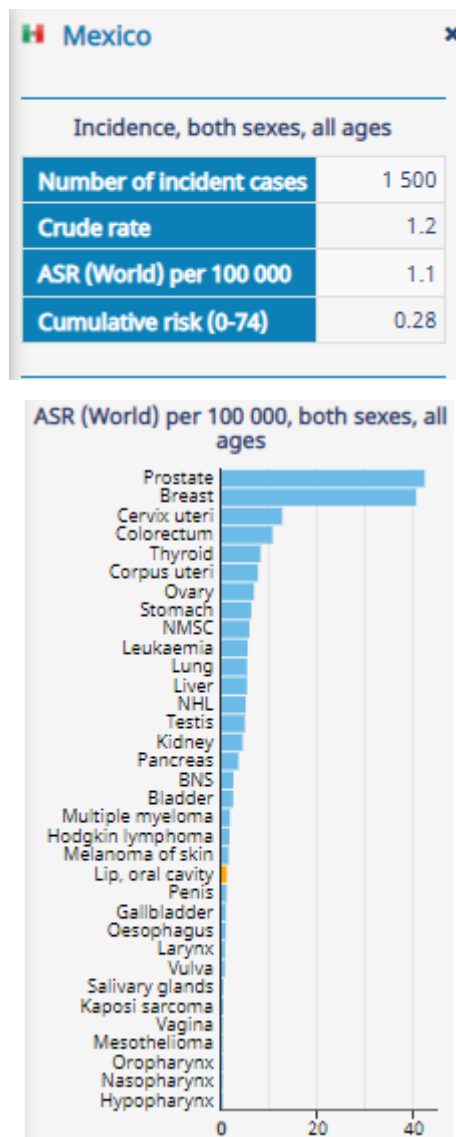 Mexico
×
Incidence, both sexes, all ages
Number of incident cases 1 500
Crude rate 1.2
ASR (World) per 100 000 1.1
Cumulative risk (0-74) 0.28
ASR (World) per 100 000, both sexes, all
ages
Prostate
Breast
Cervix uteri
Colorectum
Thyroid
Corpus uteri
Ovary
Stomach
NMSC
Leukaemia
Lung
Liver
NHL
Testis
Kidney
Pancreas
BNS
Bladder
Multiple myeloma
Hodgkin lymphoma
Melanoma of skin
Lip, oral cavity
Penis
Gallbladder
Oesophagus
Larynx
Vulva
Salivary glands
Kaposi sarcoma
Vagina
Mesothelioma
Oropharynx
Nasopharynx
Hypopharynx
0 20 40